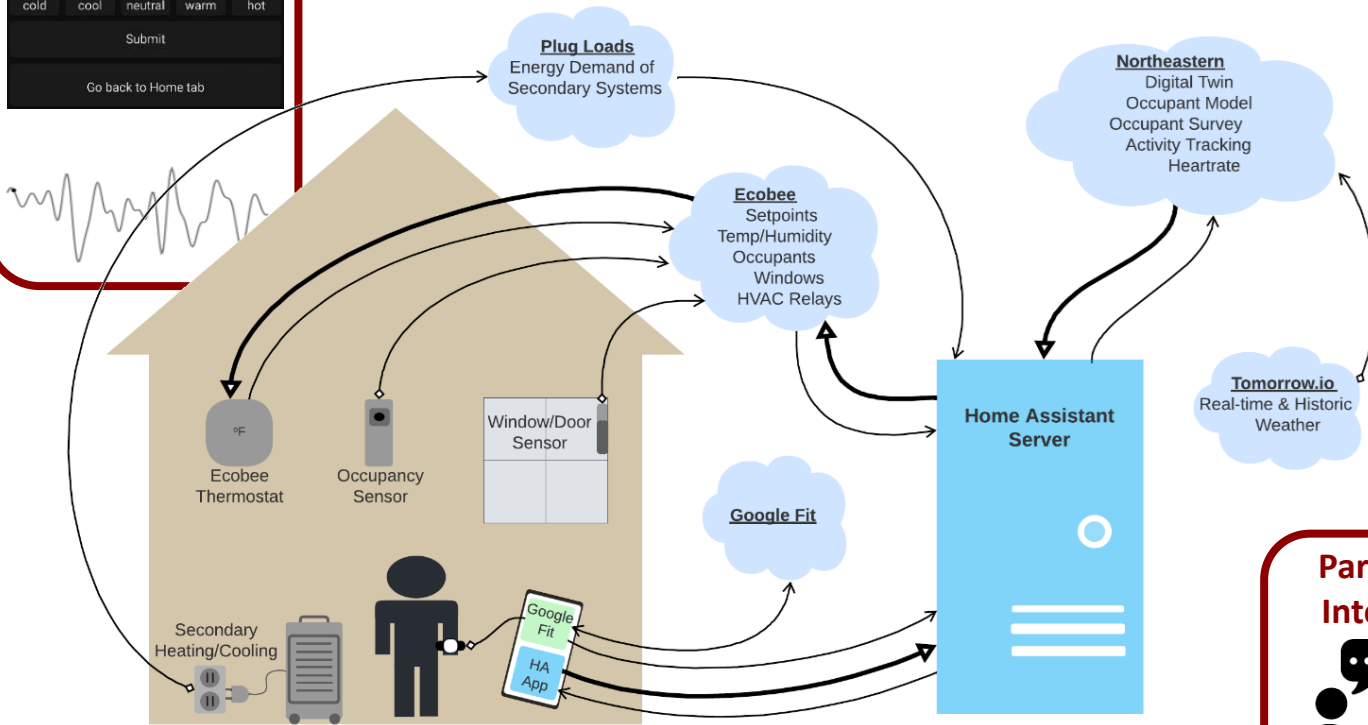 cold cool neutral warm hot
Submit
Go back to Home tab
Plug Loads
Energy Demand of
Secondary Systems
Northeastern
Digital Twin
Occupant Model
Occupant Survey
Activity Tracking
Heartrate
Ecobee
Setpoints
Temp/Humidity
Occupants
Windows
HVAC Relays
Tomorrow.io
Real-time & Historic
Weather
Home Assistant
Server
ºF
Ecobee
Thermostat
Occupancy
Sensor
Window/Door
Sensor
Google Fit
Secondary
Heating/Cooling
Google
Fit
HA
App